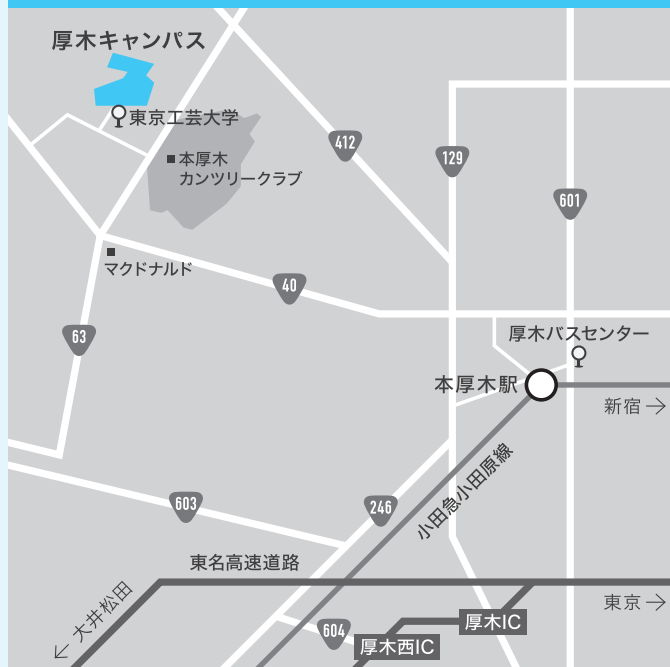 厚木キャンパス
東京工芸大学
本厚木
カンツリークラブ
412
129
601
マクドナルド
40
63
厚木バスセンター
本厚木駅
新宿→
小田急小田原線
603
246
東名高速道路
←大井松田
東京→
604
厚木IC
厚木西IC